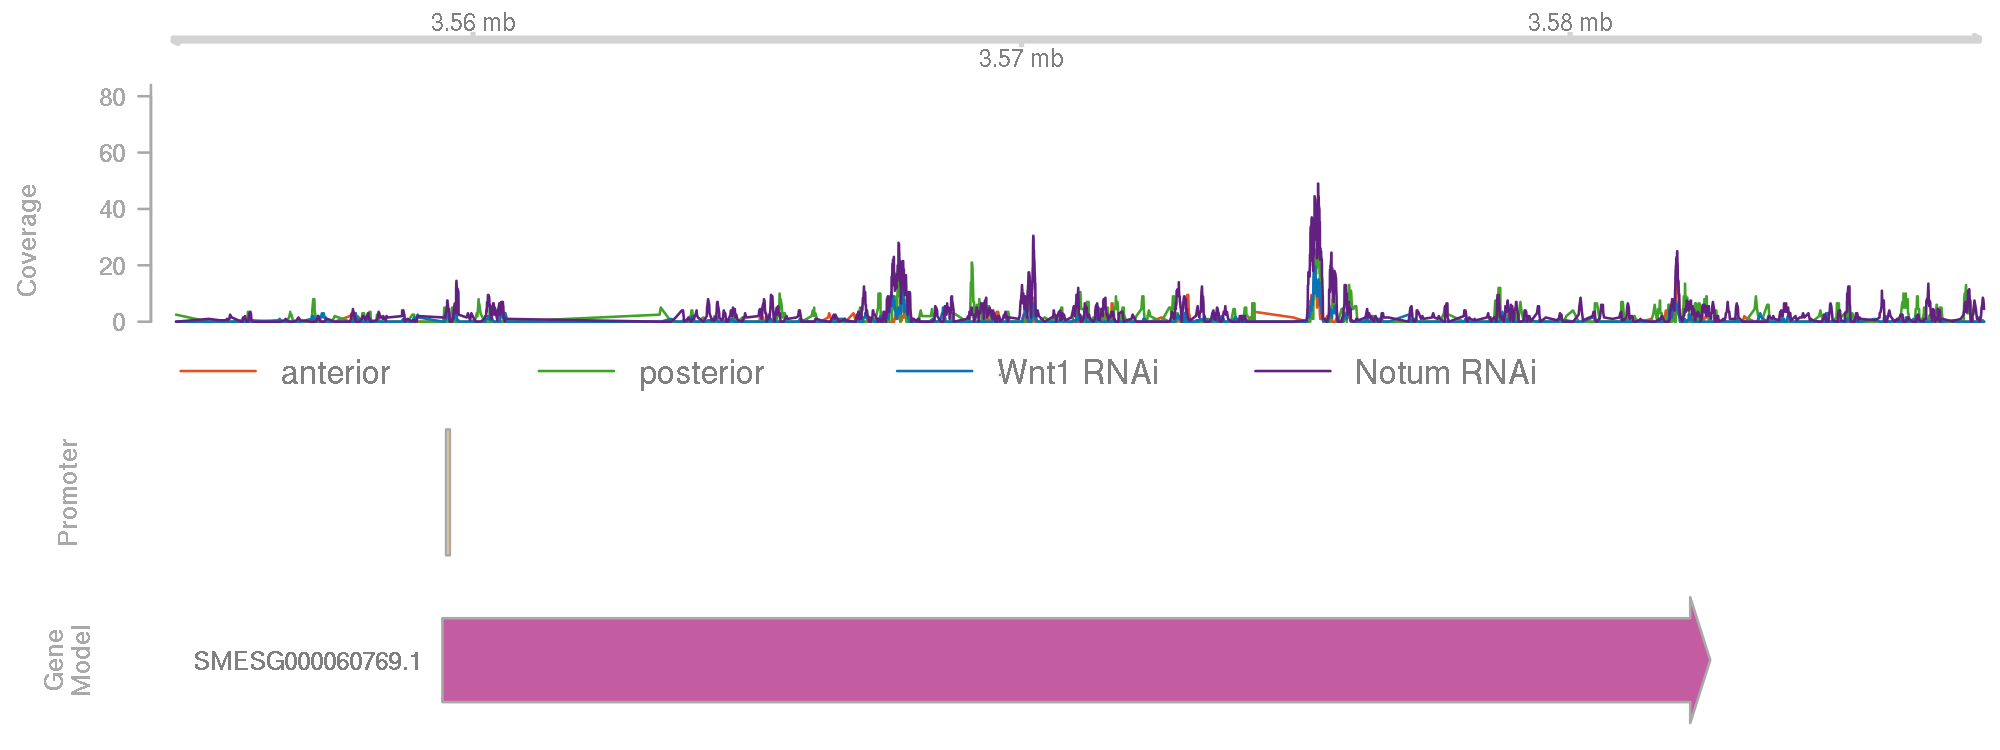 3.56 mb
3.58 mb
3.57 mb
Coverage
80
60
40
20
0
anterior posterior Wnt1 RNAi Notum RNAi
Promoter
Gene
Model
SMESG000060769.1